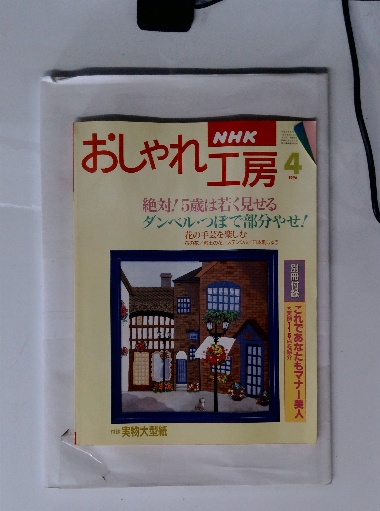 NHK
おしゃれ工房
4
絶対!5歳は若く見せる
ダンベル・つぼで部分やせ!
花の手芸を楽しむ
別冊付録
これであなたもマナー美人
付録 実物大型紙